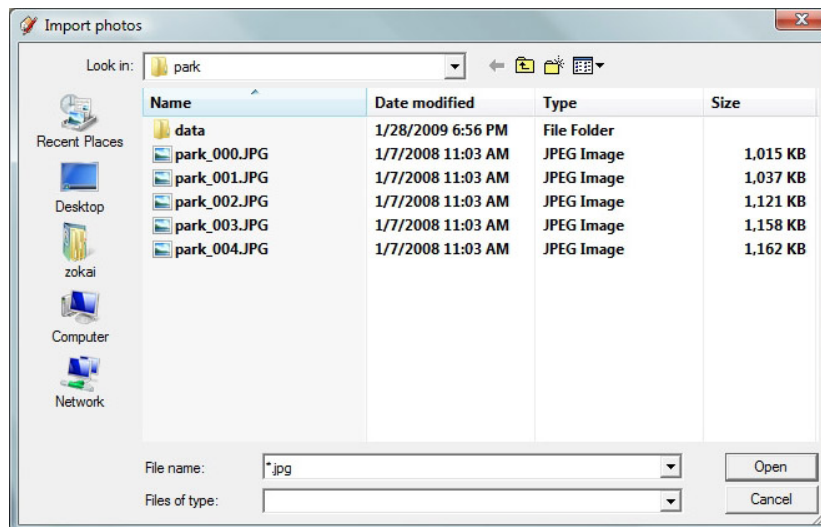 Import photos
Look in: park
Name Date modified Type Size
data 1/28/2009 6:56 PM File Folder
park_000.JPG 1/7/2008 11:03 AM JPEG Image 1,015 KB
park_001.JPG 1/7/2008 11:03 AM JPEG Image 1,037 KB
park_002.JPG 1/7/2008 11:03 AM JPEG Image 1,121 KB
park_003.JPG 1/7/2008 11:03 AM JPEG Image 1,158 KB
park_004.JPG 1/7/2008 11:03 AM JPEG Image 1,162 KB
Recent Places
Desktop
zokai
Computer
Network
File name: *.jpg Open
Files of type: Cancel